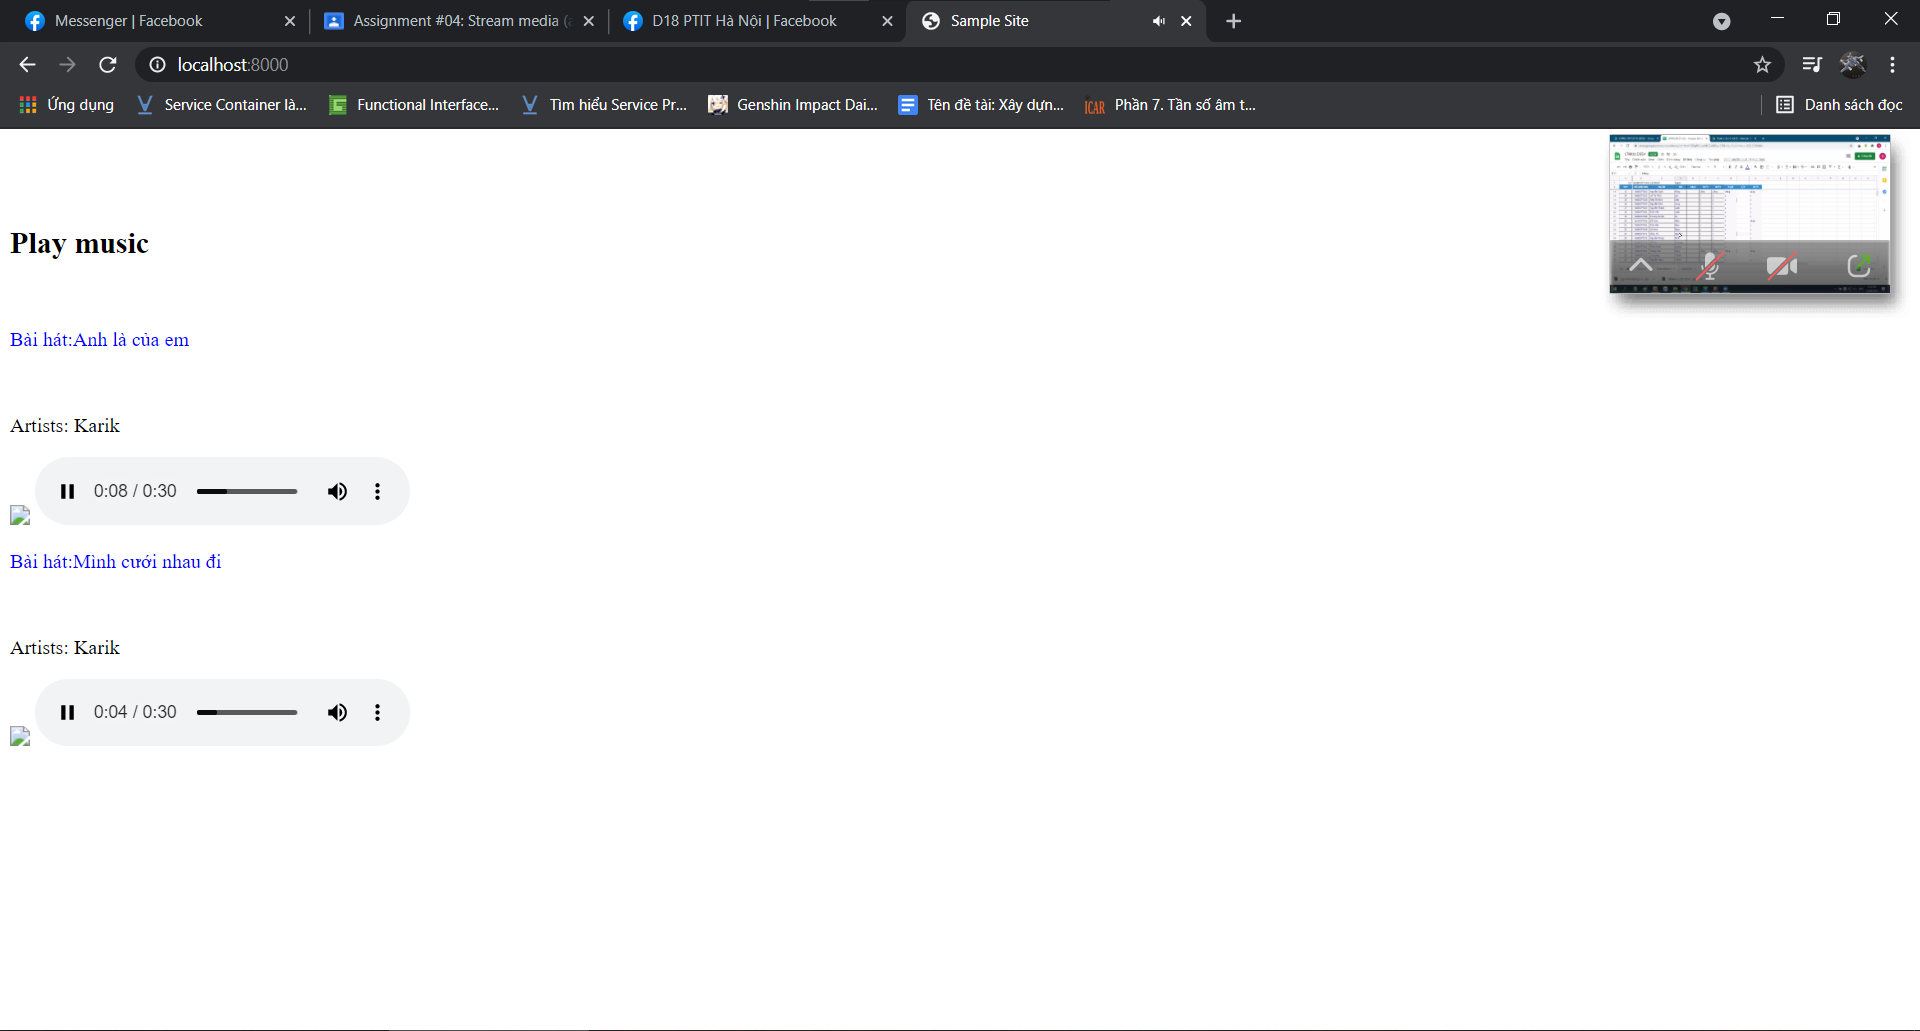 Messenger | Facebook
Assignment #04: Stream media (
D18 PTIT Hà Nội | Facebook
Sample Site
localhost:8000
Ứng dụng
Service Container là...
Functional Interface...
Tìm hiểu Service Pr...
Genshin Impact Dai...
Tên đề tài: Xây dựn...
ICAR
Phần 7. Tần số âm t...
Danh sách đọc
Play music
Bài hát:Anh là của em
Artists: Karik
0:08 / 0:30
Bài hát:Mình cưới nhau đi
Artists: Karik
0:04 / 0:30